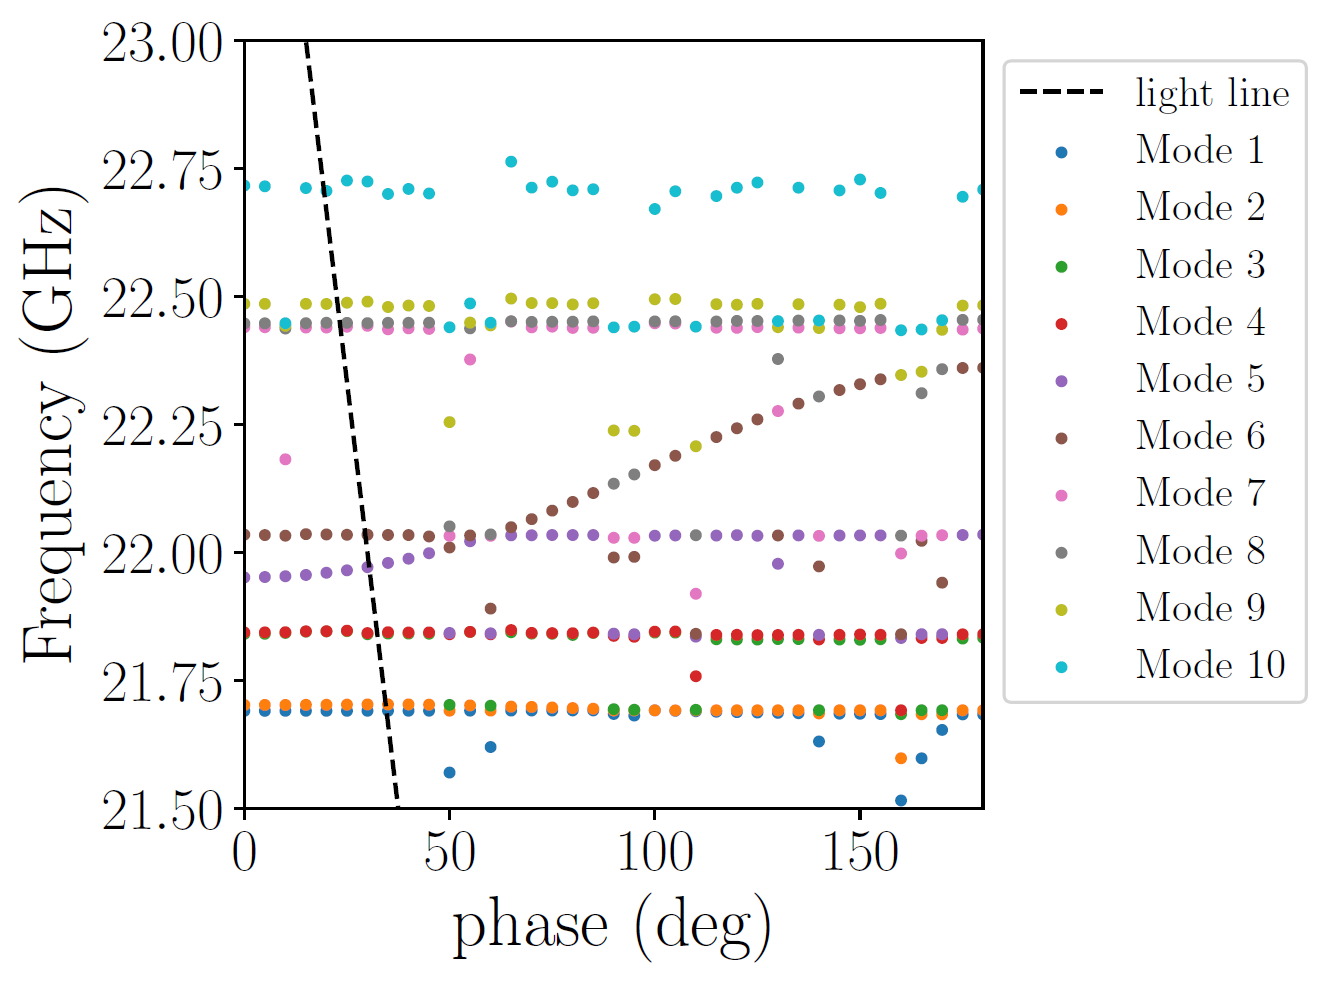 23.00
22.75
22.50
22.25
22.00
21.75
21.50
Frequency (GHz)
0 50 100 150
phase (deg)
light line
Mode 1
Mode 2
Mode 3
Mode 4
Mode 5
Mode 6
Mode 7
Mode 8
Mode 9
Mode 10